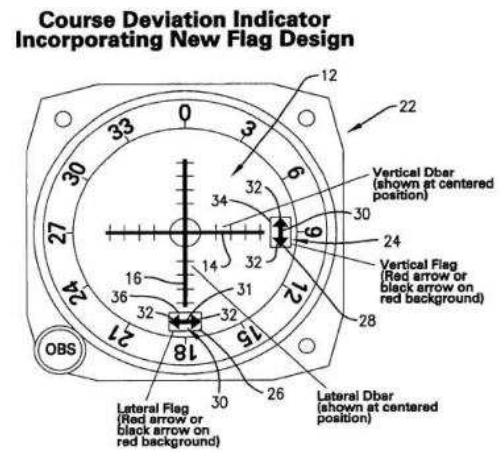 Course Deviation Indicator
Incorporating New Flag Design
12
22
0
3
6
9
12
15
18
21
24
27
30
33
Vertical Dbar
(shown at centered
position)
32
34
30
24
14
32
Vertical Flag
(Red arrow or
black arrow on
red background)
28
16
36
31
32
32
OBS
26
30
Lateral Dbar
(shown at centered
position)
Lateral Flag
(Red arrow or
black arrow on
red background)